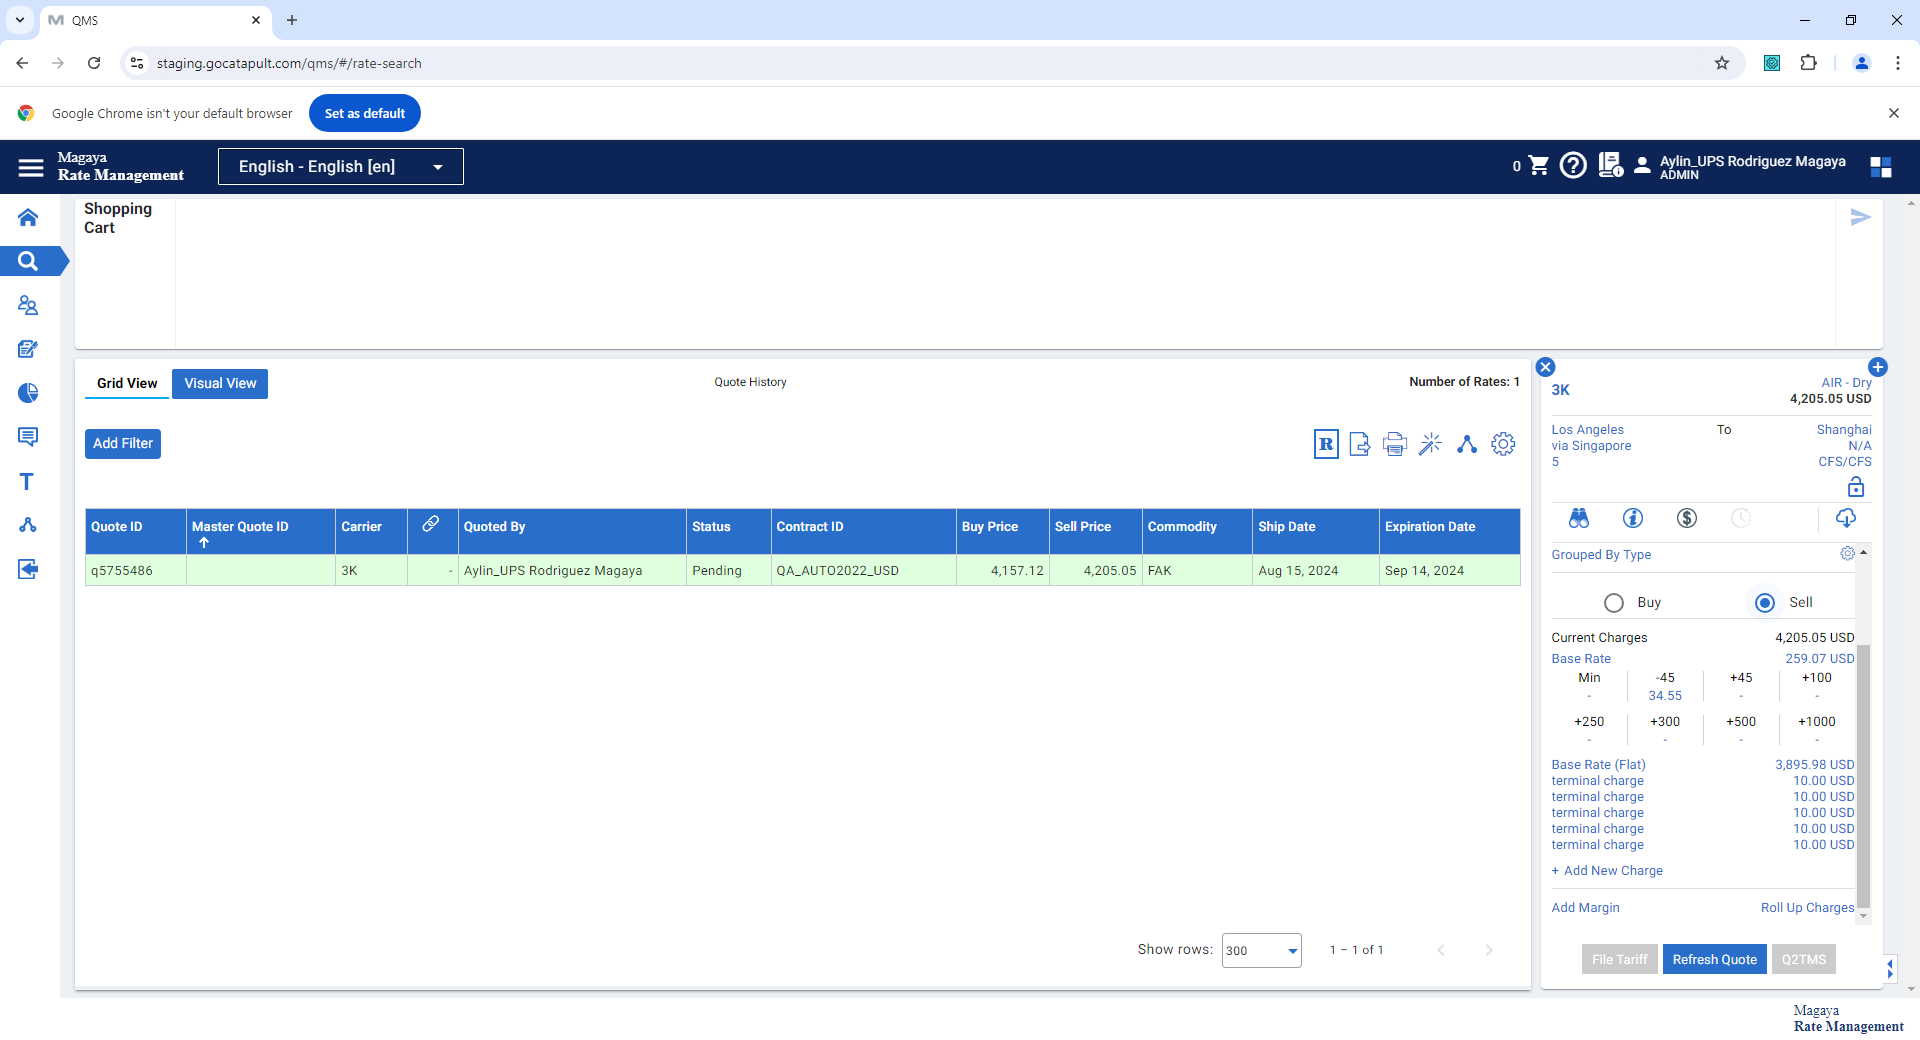 QMS
staging.gocatapult.com/qms/#/rate-search
Google Chrome isn't your default browser
Set as default
Magaya
Rate Management
English - English [en]
0
Aylin_UPS Rodriguez Magaya
ADMIN
Shopping
Cart
Grid View
Visual View
Quote History
Number of Rates: 1
Add Filter
R
Quote ID
Master Quote ID
Carrier
Quoted By
Status
Contract ID
Buy Price
Sell Price
Commodity
Ship Date
Expiration Date
q5755486
3K
-
Aylin_UPS Rodriguez Magaya
Pending
QA_AUTO2022_USD
4,157.12
4,205.05
FAK
Aug 15, 2024
Sep 14, 2024
Show rows:
300
1 – 1 of 1
3K
AIR - Dry
4,205.05 USD
Los Angeles
To
Shanghai
via Singapore
N/A
5
CFS/CFS
Grouped By Type
Buy
Sell
Current Charges
4,205.05 USD
Base Rate
259.07 USD
Min
-45
+45
+100
-
34.55
-
-
+250
+300
+500
+1000
-
-
-
-
Base Rate (Flat)
3,895.98 USD
terminal charge
10.00 USD
terminal charge
10.00 USD
terminal charge
10.00 USD
terminal charge
10.00 USD
terminal charge
10.00 USD
+ Add New Charge
Add Margin
Roll Up Charges
File Tariff
Refresh Quote
Q2TMS
Magaya
Rate Management